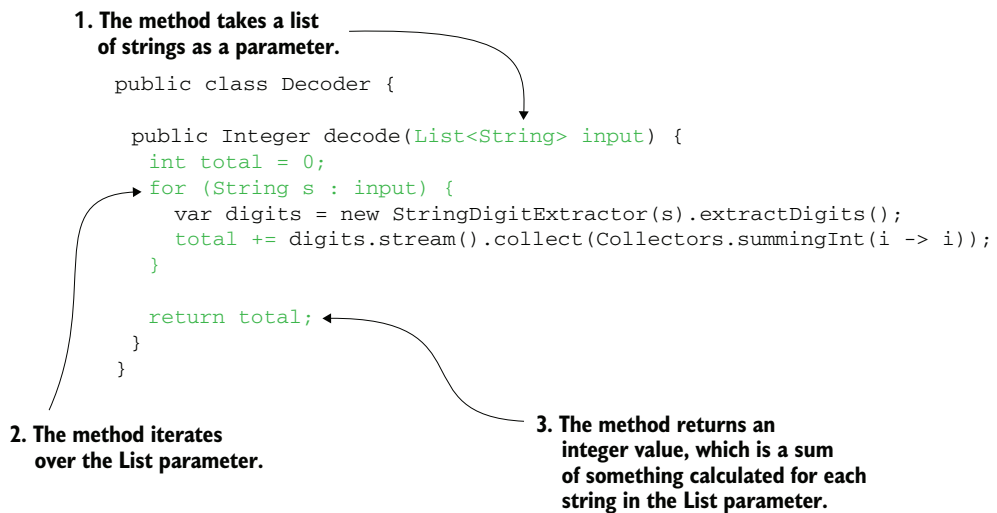 1. The method takes a list
of strings as a parameter.
public class Decoder {
public Integer decode(List<String> input) {
int total = 0;
for (String s : input) {
var digits = new StringDigitExtractor(s).extractDigits();
total += digits.stream().collect(Collectors.summingInt(i -> i));
}
return total;
}
}
2. The method iterates
over the List parameter.
3. The method returns an
integer value, which is a sum
of something calculated for each
string in the List parameter.